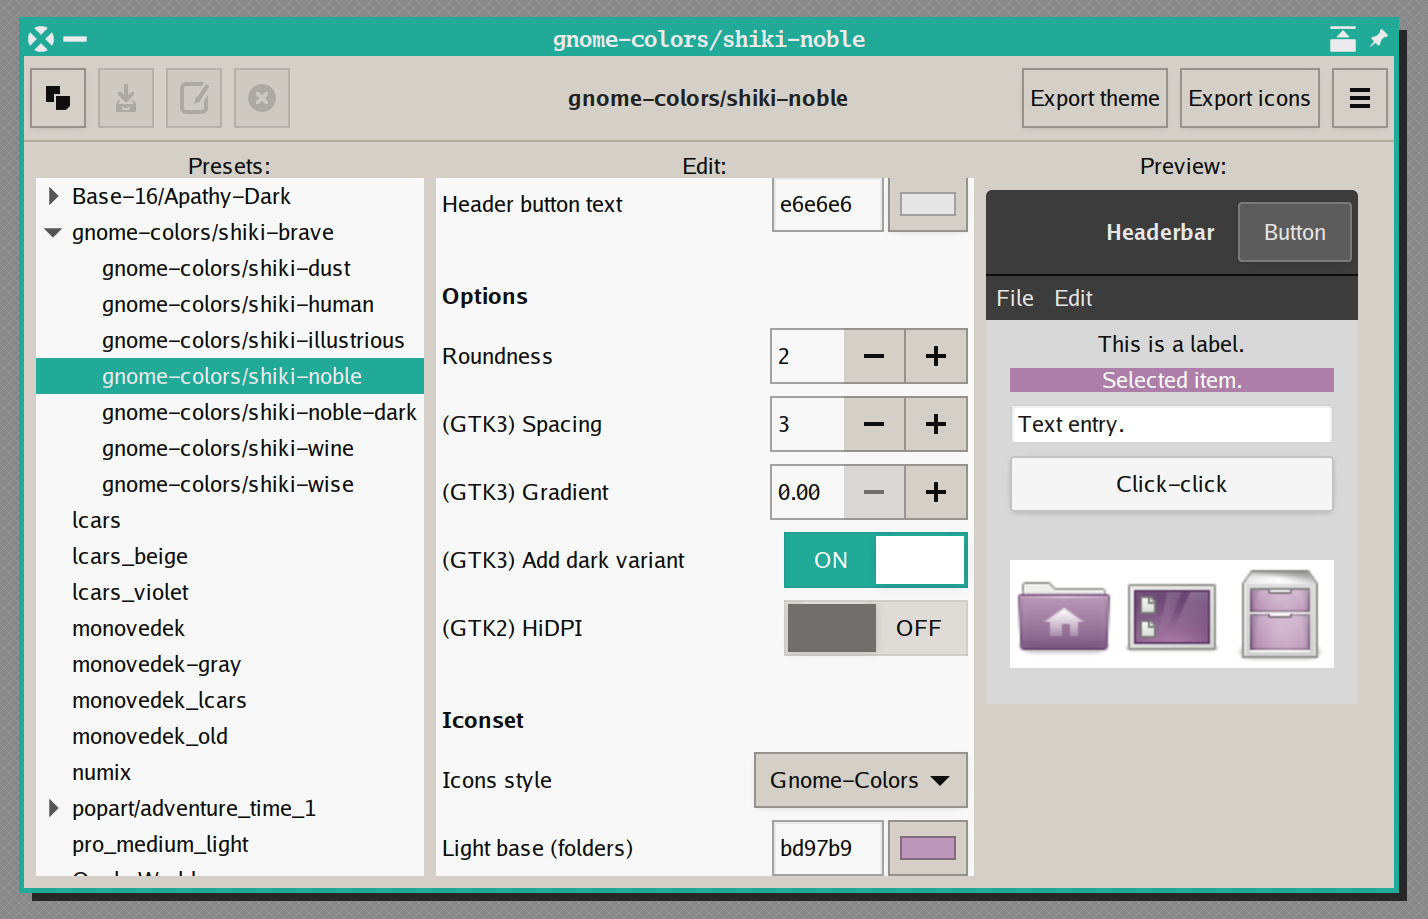 gnome-colors/shiki-noble
gnome-colors/shiki-noble
Export theme
Export icons
Presets:
Base-16/Apathy-Dark
gnome-colors/shiki-brave
gnome-colors/shiki-dust
gnome-colors/shiki-human
gnome-colors/shiki-illustrious
gnome-colors/shiki-noble
gnome-colors/shiki-noble-dark
gnome-colors/shiki-wine
gnome-colors/shiki-wise
lcars
lcars_beige
lcars_violet
monovedek
monovedek-gray
monovedek_lcars
monovedek_old
numix
popart/adventure_time_1
pro_medium_light
Edit:
Header button text e6e6e6
Options
Roundness 2
(GTK3) Spacing 3
(GTK3) Gradient 0.00
(GTK3) Add dark variant ON
(GTK2) HiDPI OFF
Iconset
Icons style Gnome-Colors
Light base (folders) bd97b9
Preview:
Headerbar Button
File Edit
This is a label.
Selected item.
Text entry.
Click-click